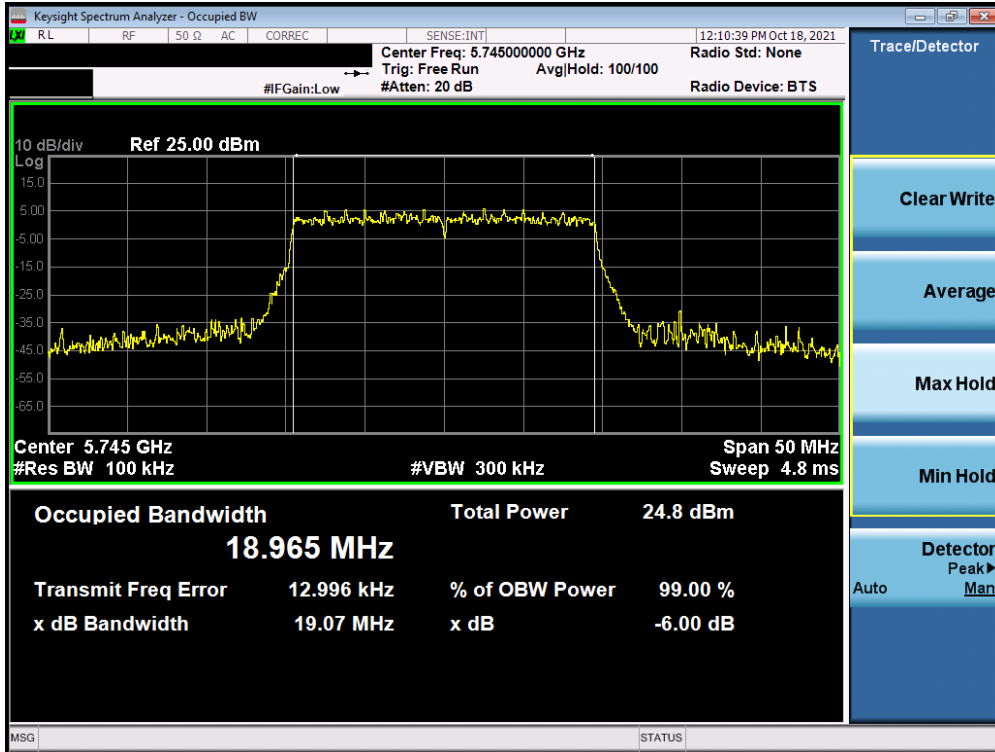 Keysight Spectrum Analyzer - Occupied BW
LXI RL RF 50 Ω AC CORREC SENSE:INT 12:10:39 PM Oct 18, 2021
Center Freq: 5.745000000 GHz Radio Std: None
Trig: Free Run Avg|Hold: 100/100
#IFGain:Low #Atten: 20 dB Radio Device: BTS
10 dB/div Ref 25.00 dBm
Log
15.0
5.00
-5.00
-15.0
-25.0
-35.0
-45.0
-55.0
-65.0
Center 5.745 GHz Span 50 MHz
#Res BW 100 kHz #VBW 300 kHz Sweep 4.8 ms
Occupied Bandwidth Total Power 24.8 dBm
18.965 MHz
Transmit Freq Error 12.996 kHz % of OBW Power 99.00 %
x dB Bandwidth 19.07 MHz x dB -6.00 dB
MSG STATUS
Trace/Detector
Clear Write
Average
Max Hold
Min Hold
Detector
Peak▶
Auto Man